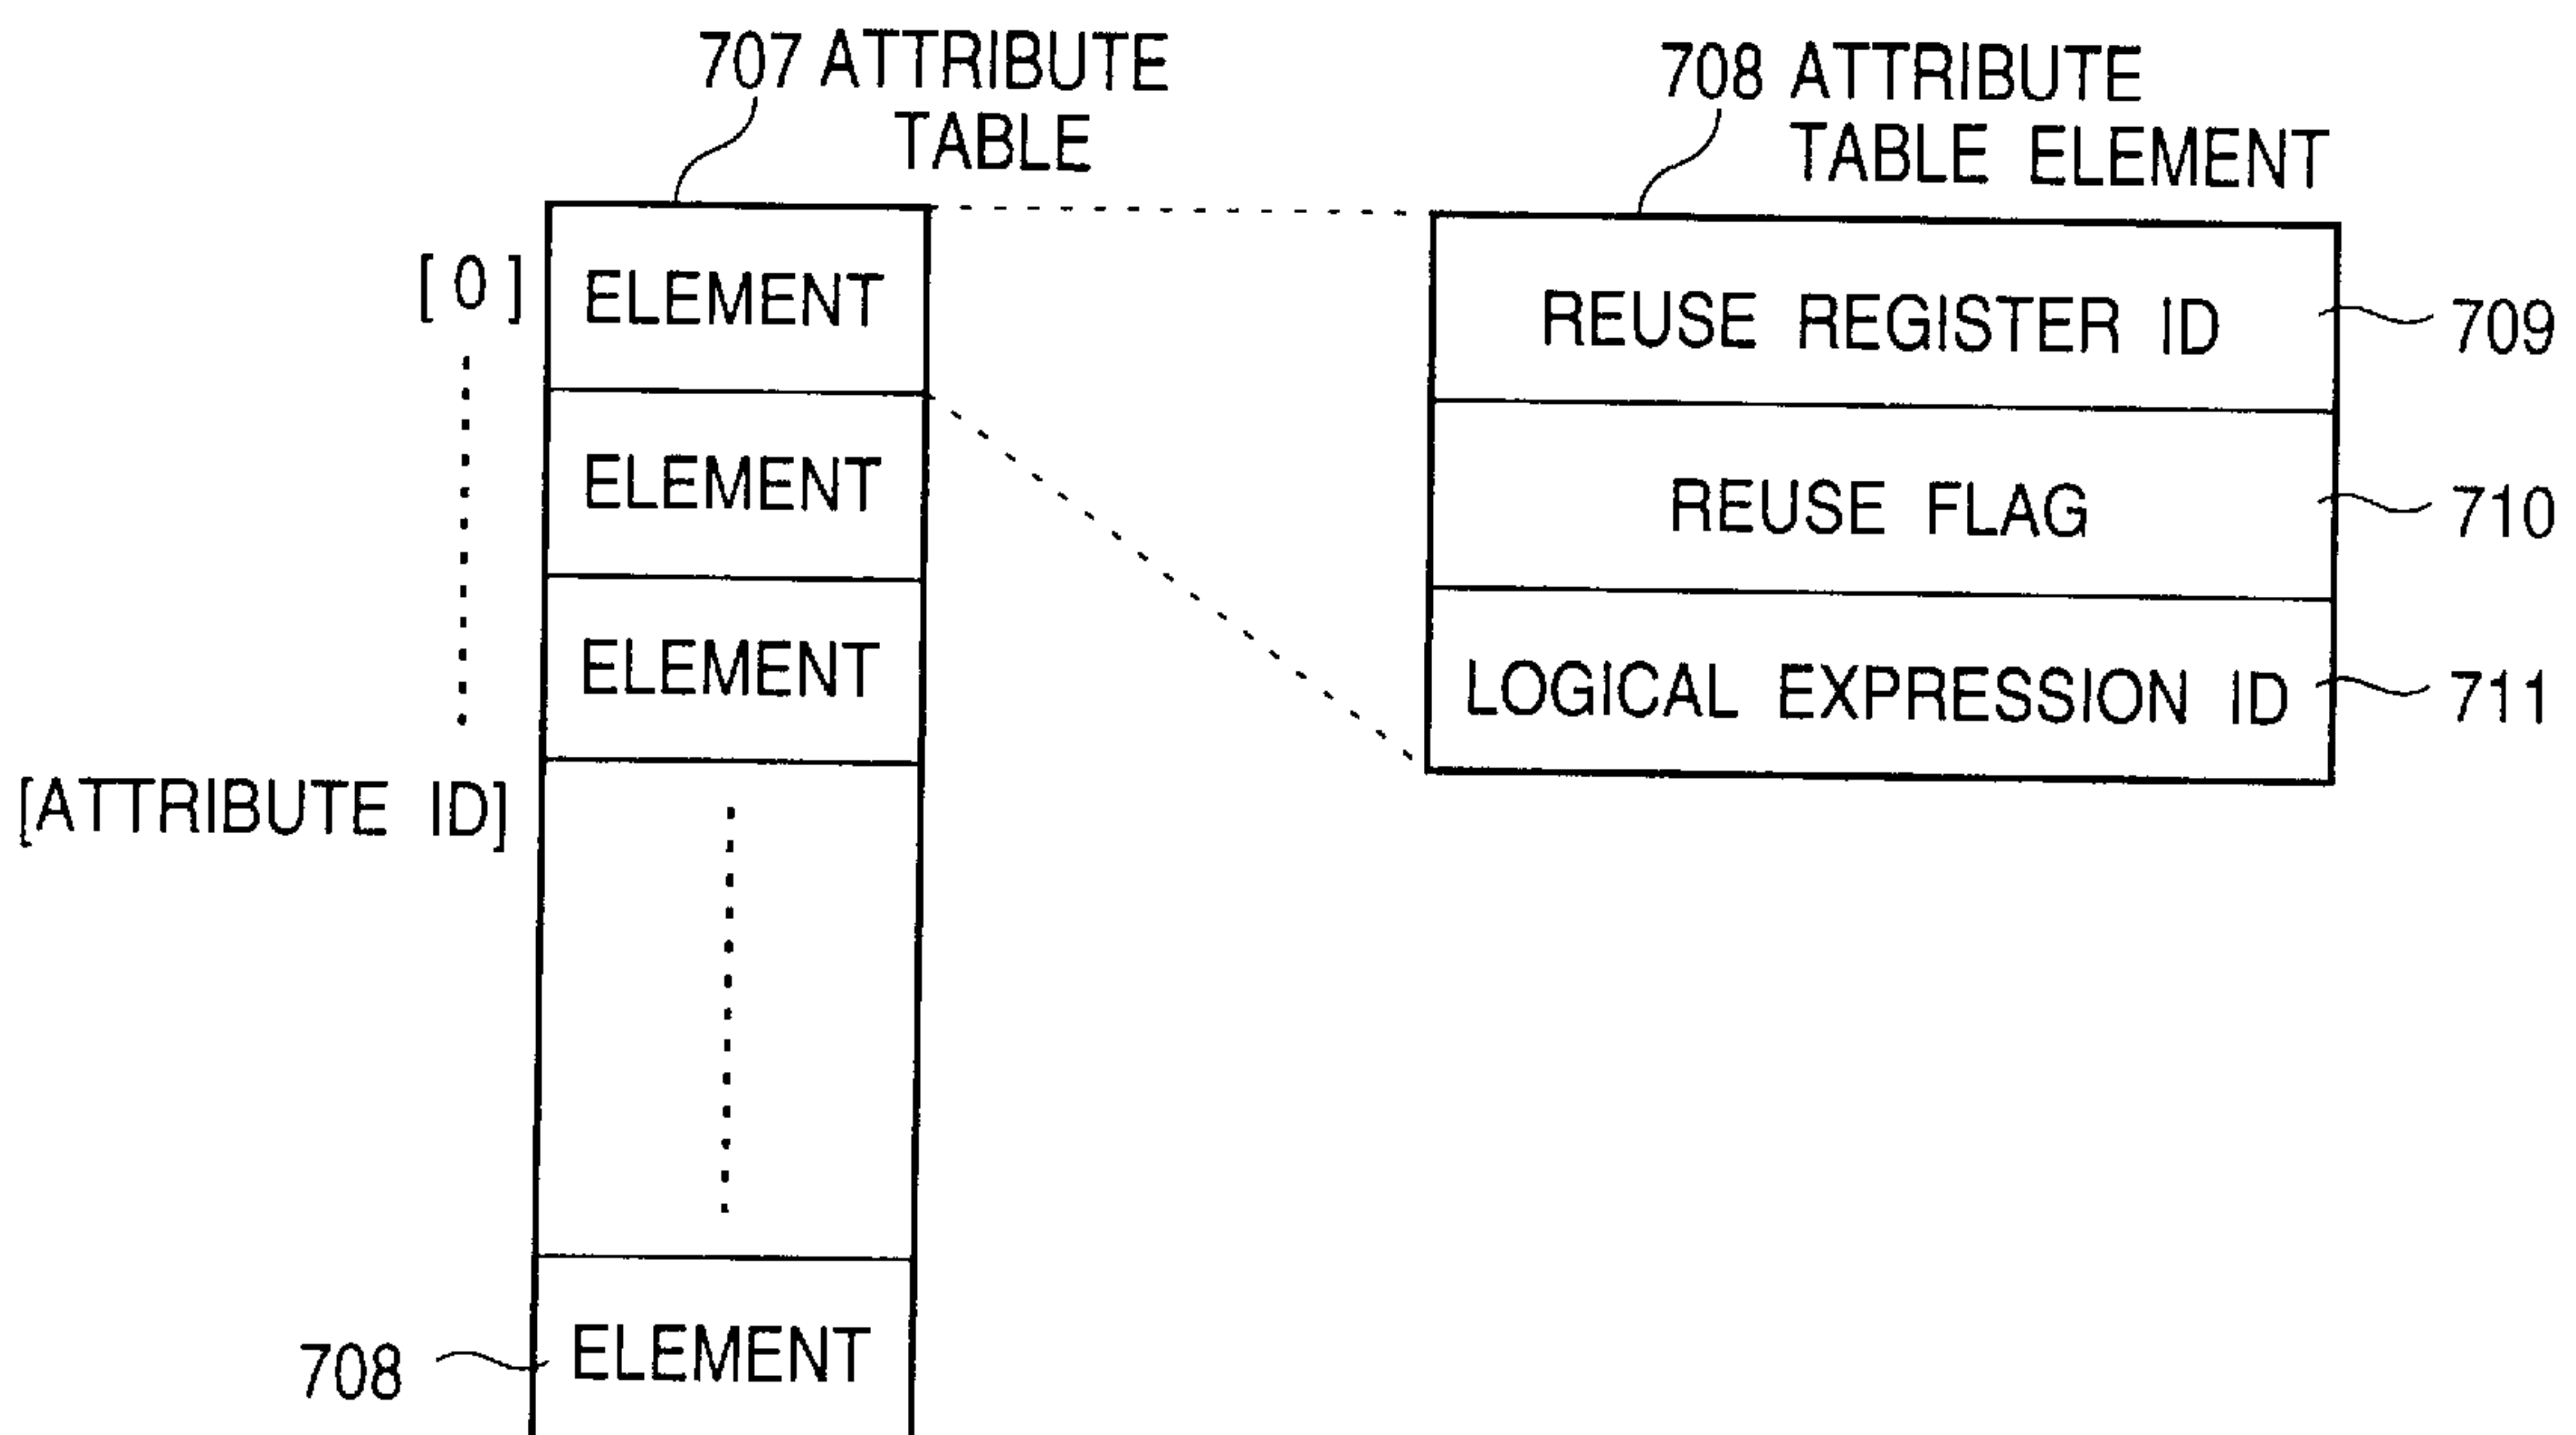 707 ATTRIBUTE
TABLE
[ 0 ]
ELEMENT
ELEMENT
ELEMENT
[ATTRIBUTE ID]
708
ELEMENT
708 ATTRIBUTE
TABLE ELEMENT
REUSE REGISTER ID
709
REUSE FLAG
710
LOGICAL EXPRESSION ID
711